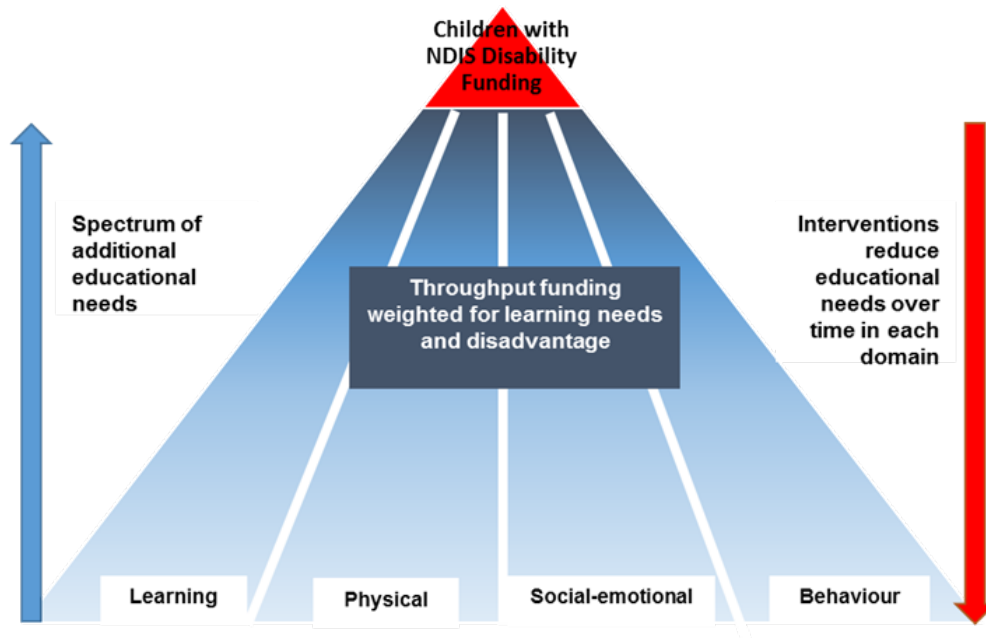 Children with
NDIS Disability
Funding
Spectrum of
additional
educational
needs
Interventions
reduce
educational
needs over
time in each
domain
Throughput funding
weighted for learning needs
and disadvantage
Learning
Physical
Social-emotional
Behaviour